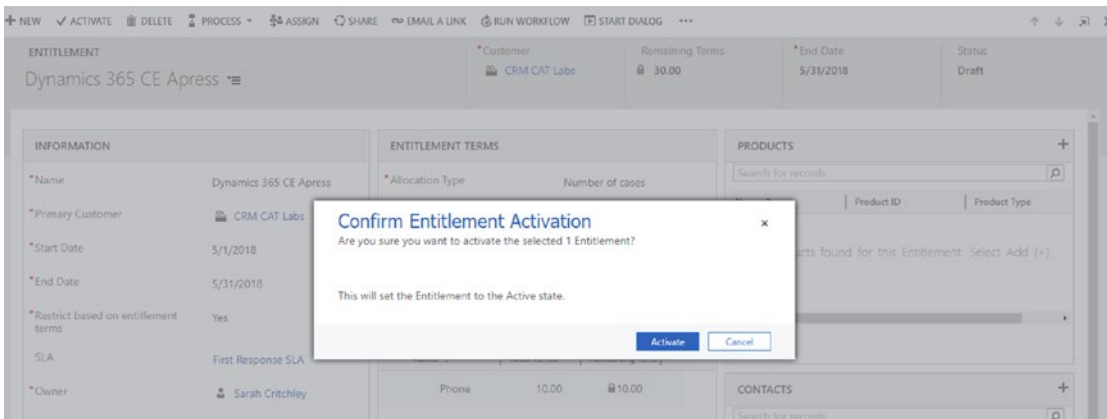 + NEW ✓ ACTIVATE DELETE PROCESS ASSIGN SHARE EMAIL A LINK RUN WORKFLOW START DIALOG •••
ENTITLEMENT
Dynamics 365 CE Apress
*Customer
CRM CAT Labs
Remaining Terms
30.00
*End Date
5/31/2018
Status
Draft
INFORMATION
*Name Dynamics 365 CE Apress
*Primary Customer CRM CAT Labs
*Start Date 5/1/2018
*End Date 5/31/2018
*Restrict based on entitlement Yes
terms
SLA First Response SLA
*Owner Sarah Critchley
ENTITLEMENT TERMS
*Allocation Type Number of cases
Phone 10.00 10.00
PRODUCTS +
Search for records
Product ID Product Type
found for this Entitlement. Select Add (+).
CONTACTS +
Search for records
Confirm Entitlement Activation ×
Are you sure you want to activate the selected 1 Entitlement?
This will set the Entitlement to the Active state.
Activate Cancel